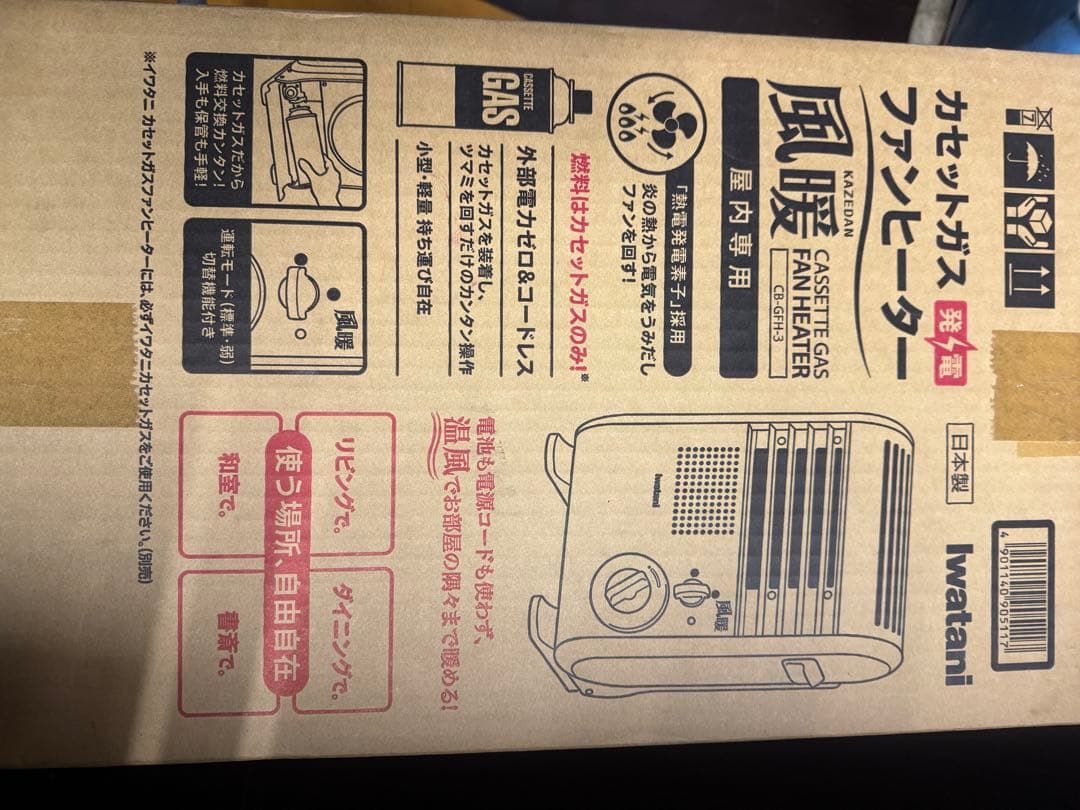 カセットガス 発電
ファンヒーター
風暖
KAZEDAN
CASSETTE GAS
FAN HEATER
CB-GFH-3
屋内専用
「熱電発電素子」採用
炎の熱から電気をうみだし
ファンを回す!
燃料はカセットガスのみ!※
CASSETTE
GAS
外部電力ゼロ&コードレス
カセットガスを装着し、
ツマミを回すだけのカンタン操作
小型・軽量 持ち運び自在
カセットガスだから
燃料交換カンタン!
入手も保管も手軽!
風暖
運転モード(標準・弱)
切替機能付き
※イワタニカセットガスファンヒーターには、必ずイワタニカセットガスをご使用ください。(別売)
日本製
Iwatani
4 901140 905117
Iwatani
風暖
電池も電源コードも使わず、
温風でお部屋の隅々まで暖める!
リビングで。
ダイニングで。
使う場所、自由自在
和室で。
書斎で。
7